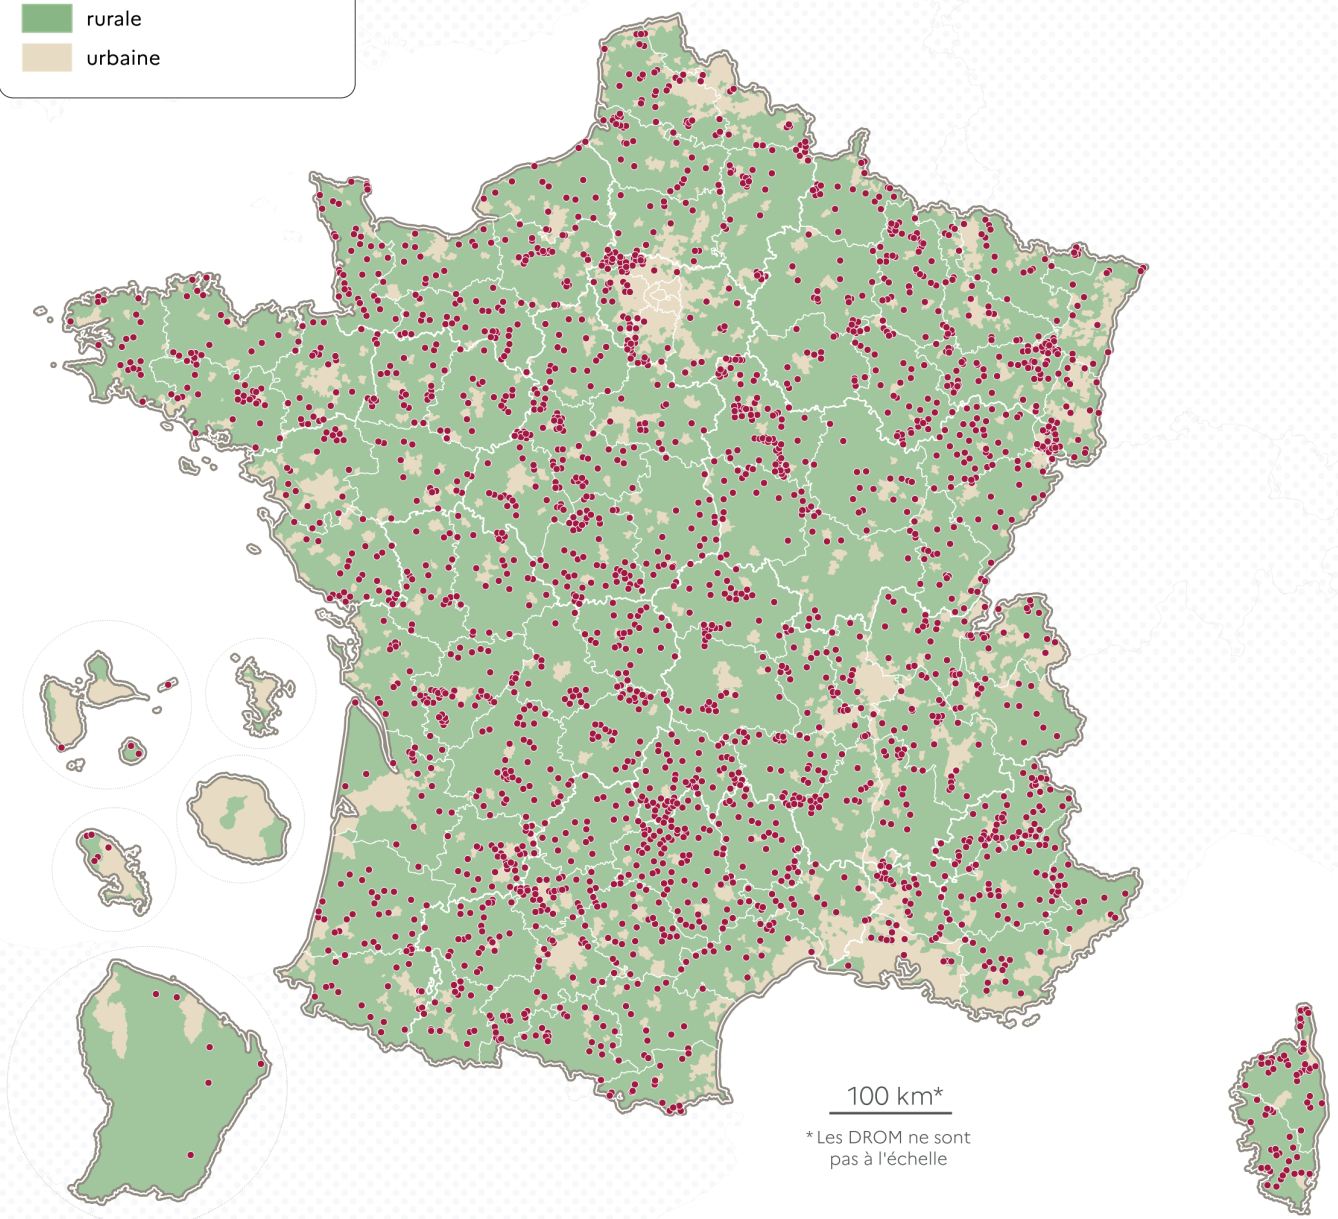 rurale
urbaine
100 km*
* Les DROM ne sont
pas à l'échelle